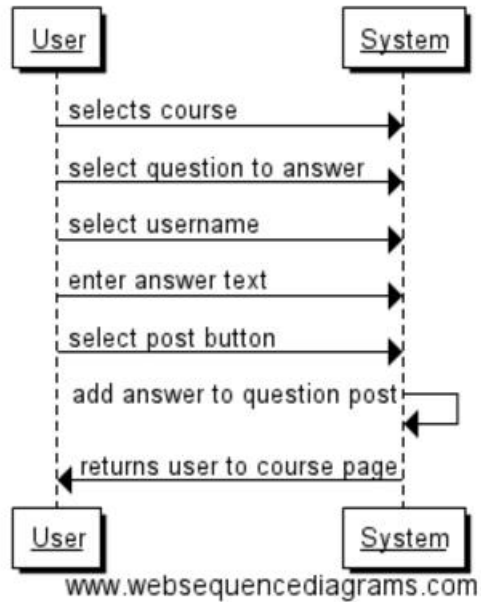 User System
selects course
select question to answer
select username
enter answer text
select post button
add answer to question post
returns user to course page
User System
www.websequencediagrams.com